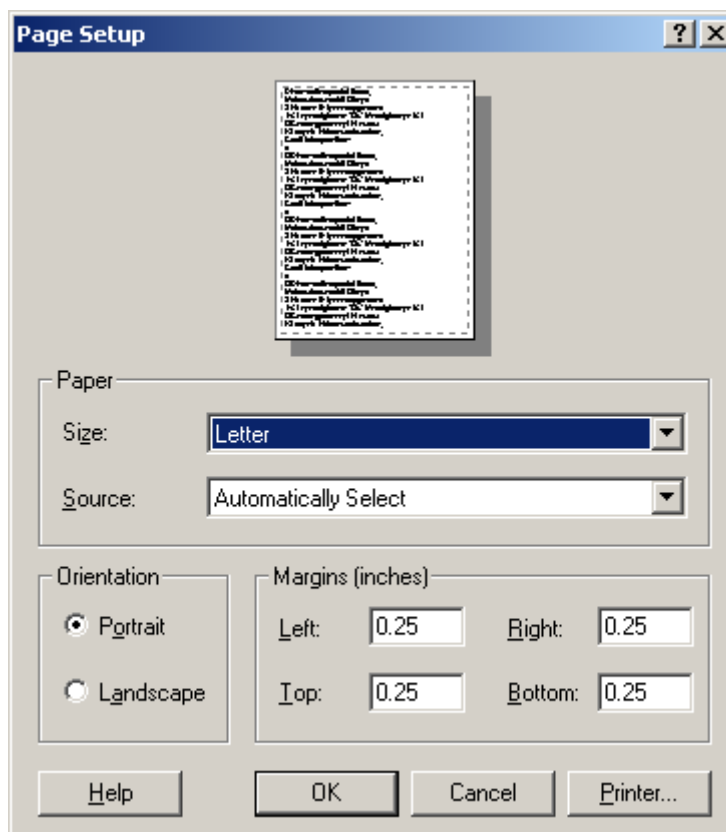 Page Setup
Paper
Size: Letter
Source: Automatically Select
Orientation
Portrait
Landscape
Margins (inches)
Left: 0.25 Right: 0.25
Top: 0.25 Bottom: 0.25
Help OK Cancel Printer...